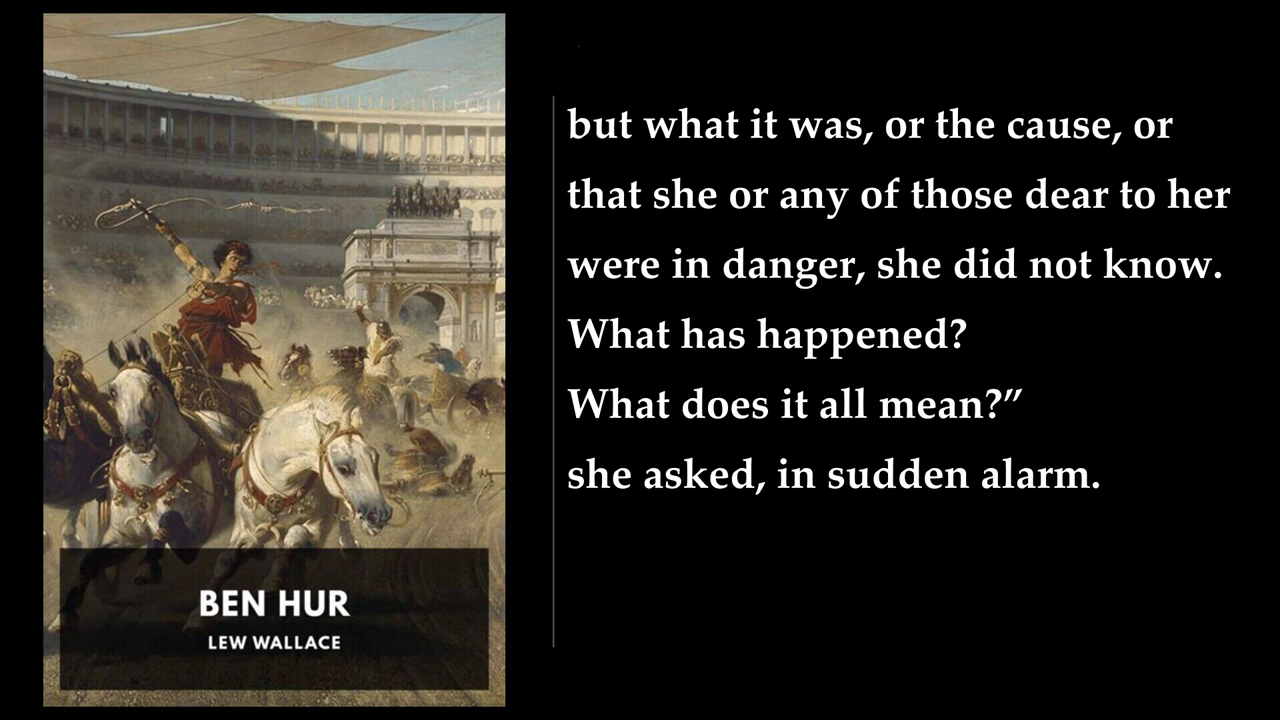 BEN HUR
LEW WALLACE
but what it was, or the cause, or
that she or any of those dear to her
were in danger, she did not know.
What has happened?
What does it all mean?”
she asked, in sudden alarm.